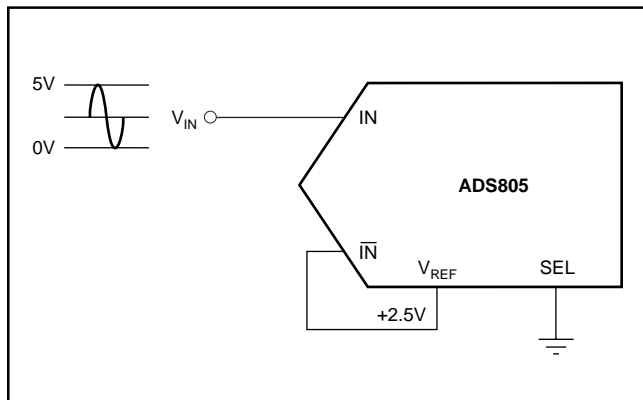 5V
0V
V_IN
IN
ADS805
I̅N̅
V_REF
SEL
+2.5V